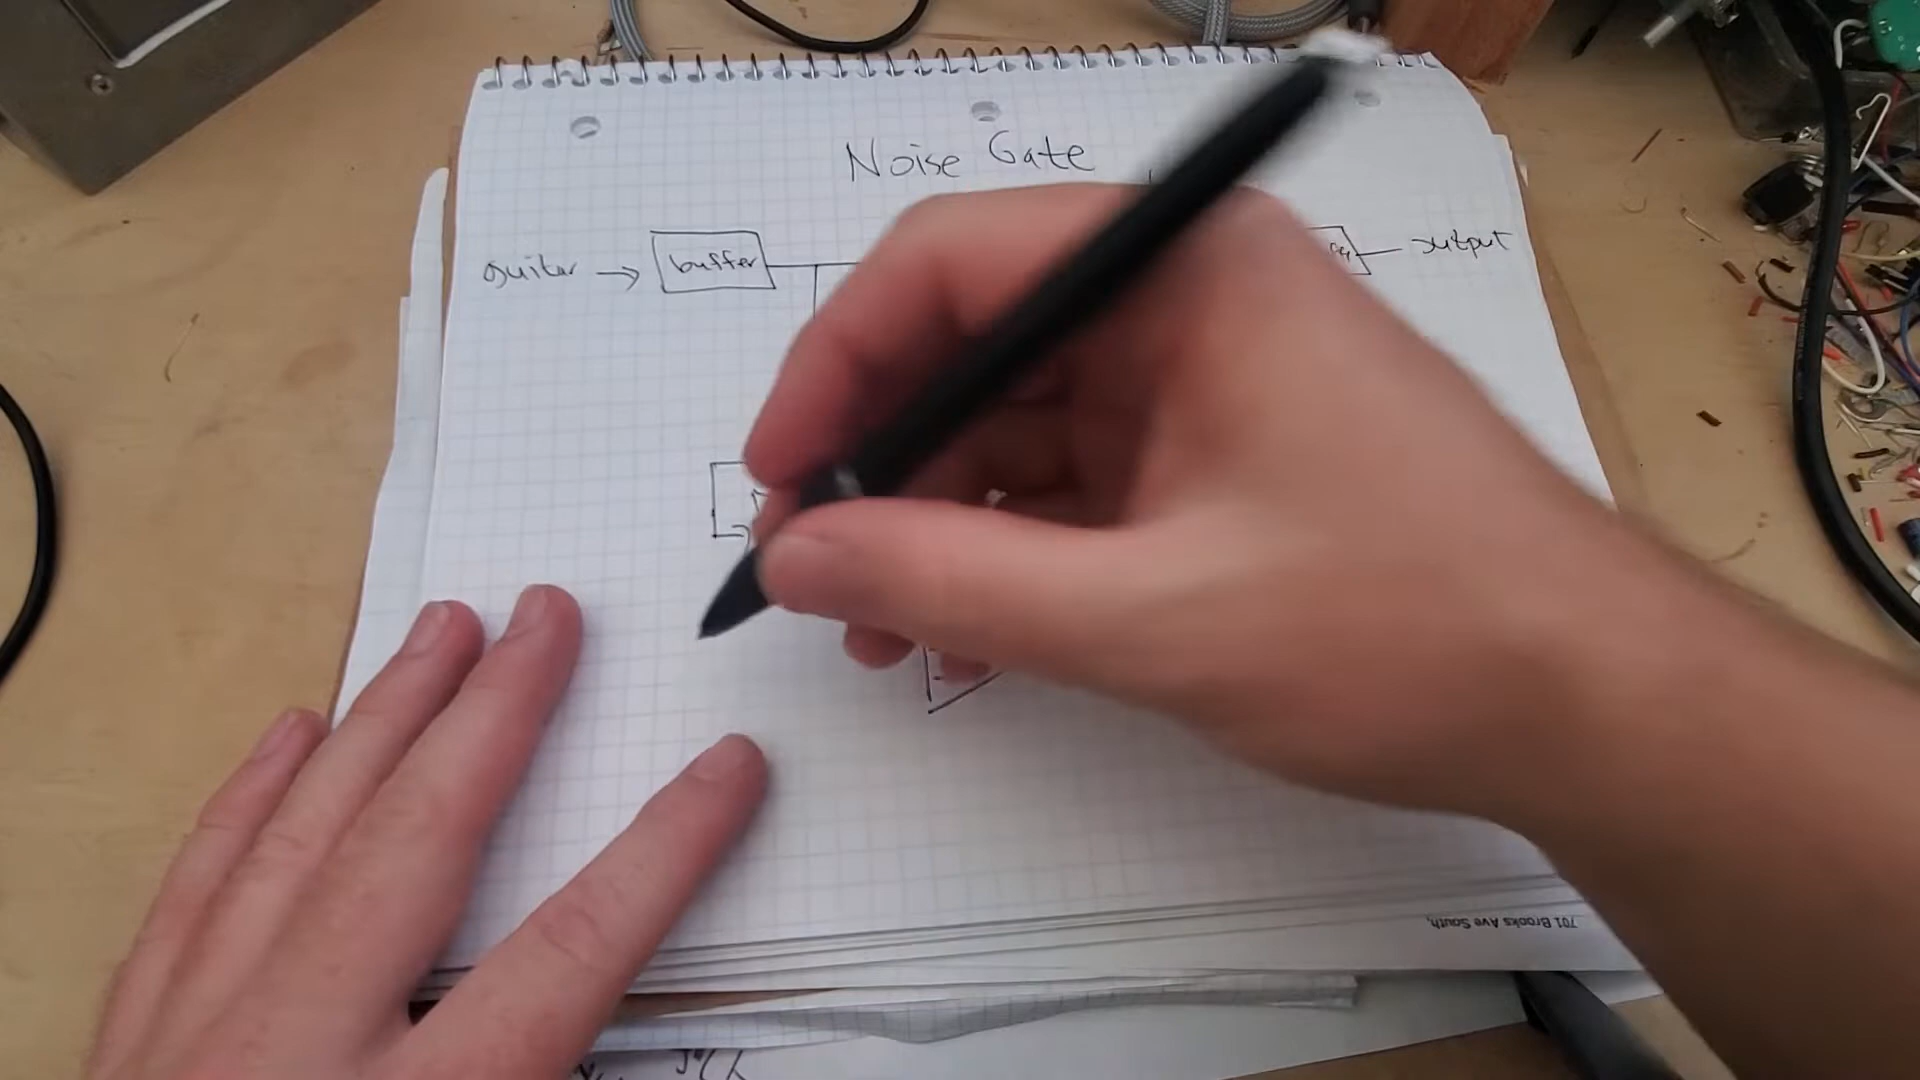 Noise Gate
guitar → buffer
output
701 Brooks Ave South,